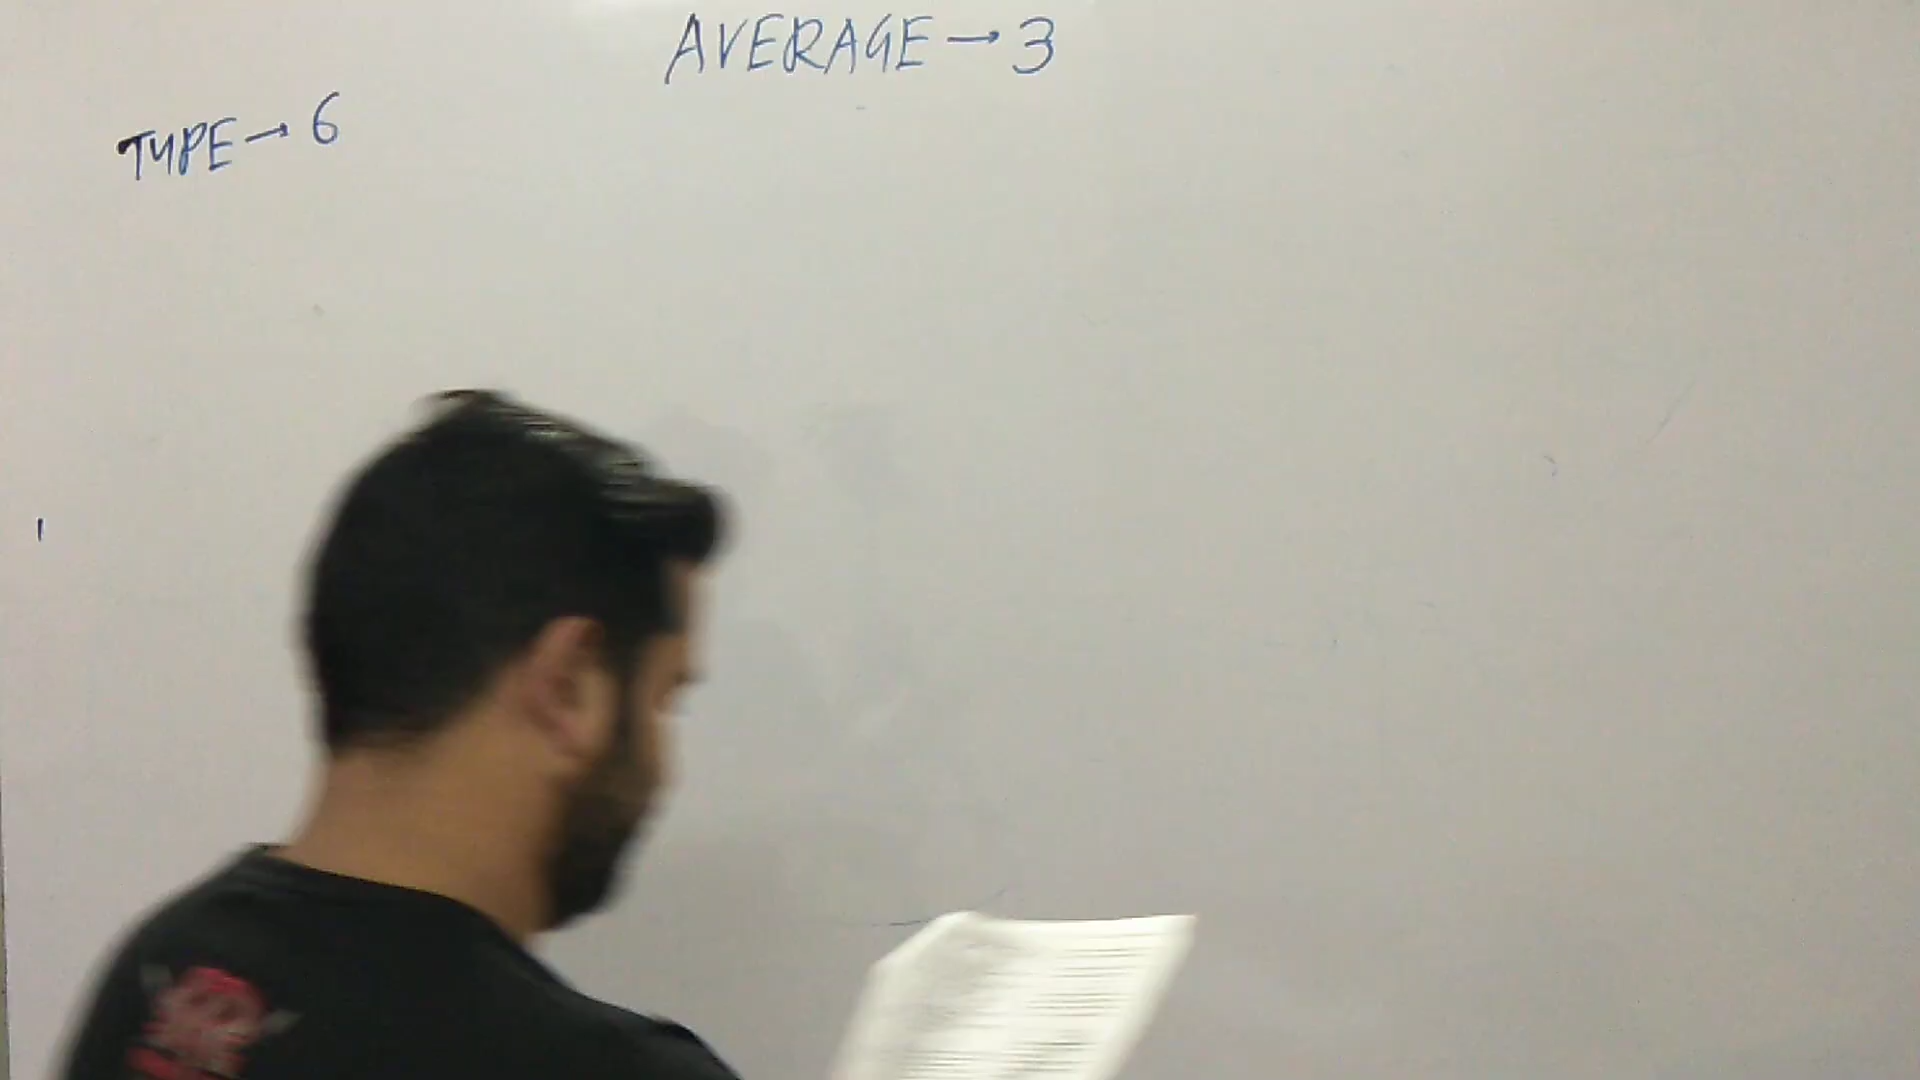 AVERAGE → 3
TYPE → 6